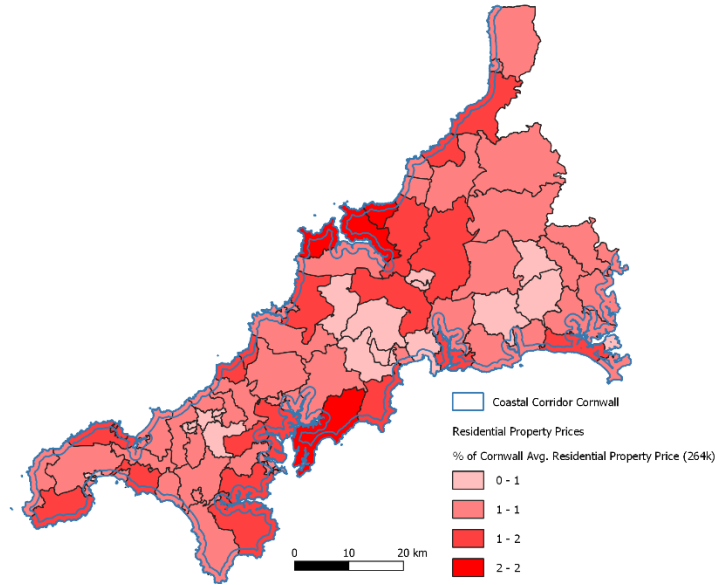 Coastal Corridor Cornwall
Residential Property Prices
% of Cornwall Avg. Residential Property Price (264k)
0 - 1
1 - 1
1 - 2
2 - 2
0 10 20 km